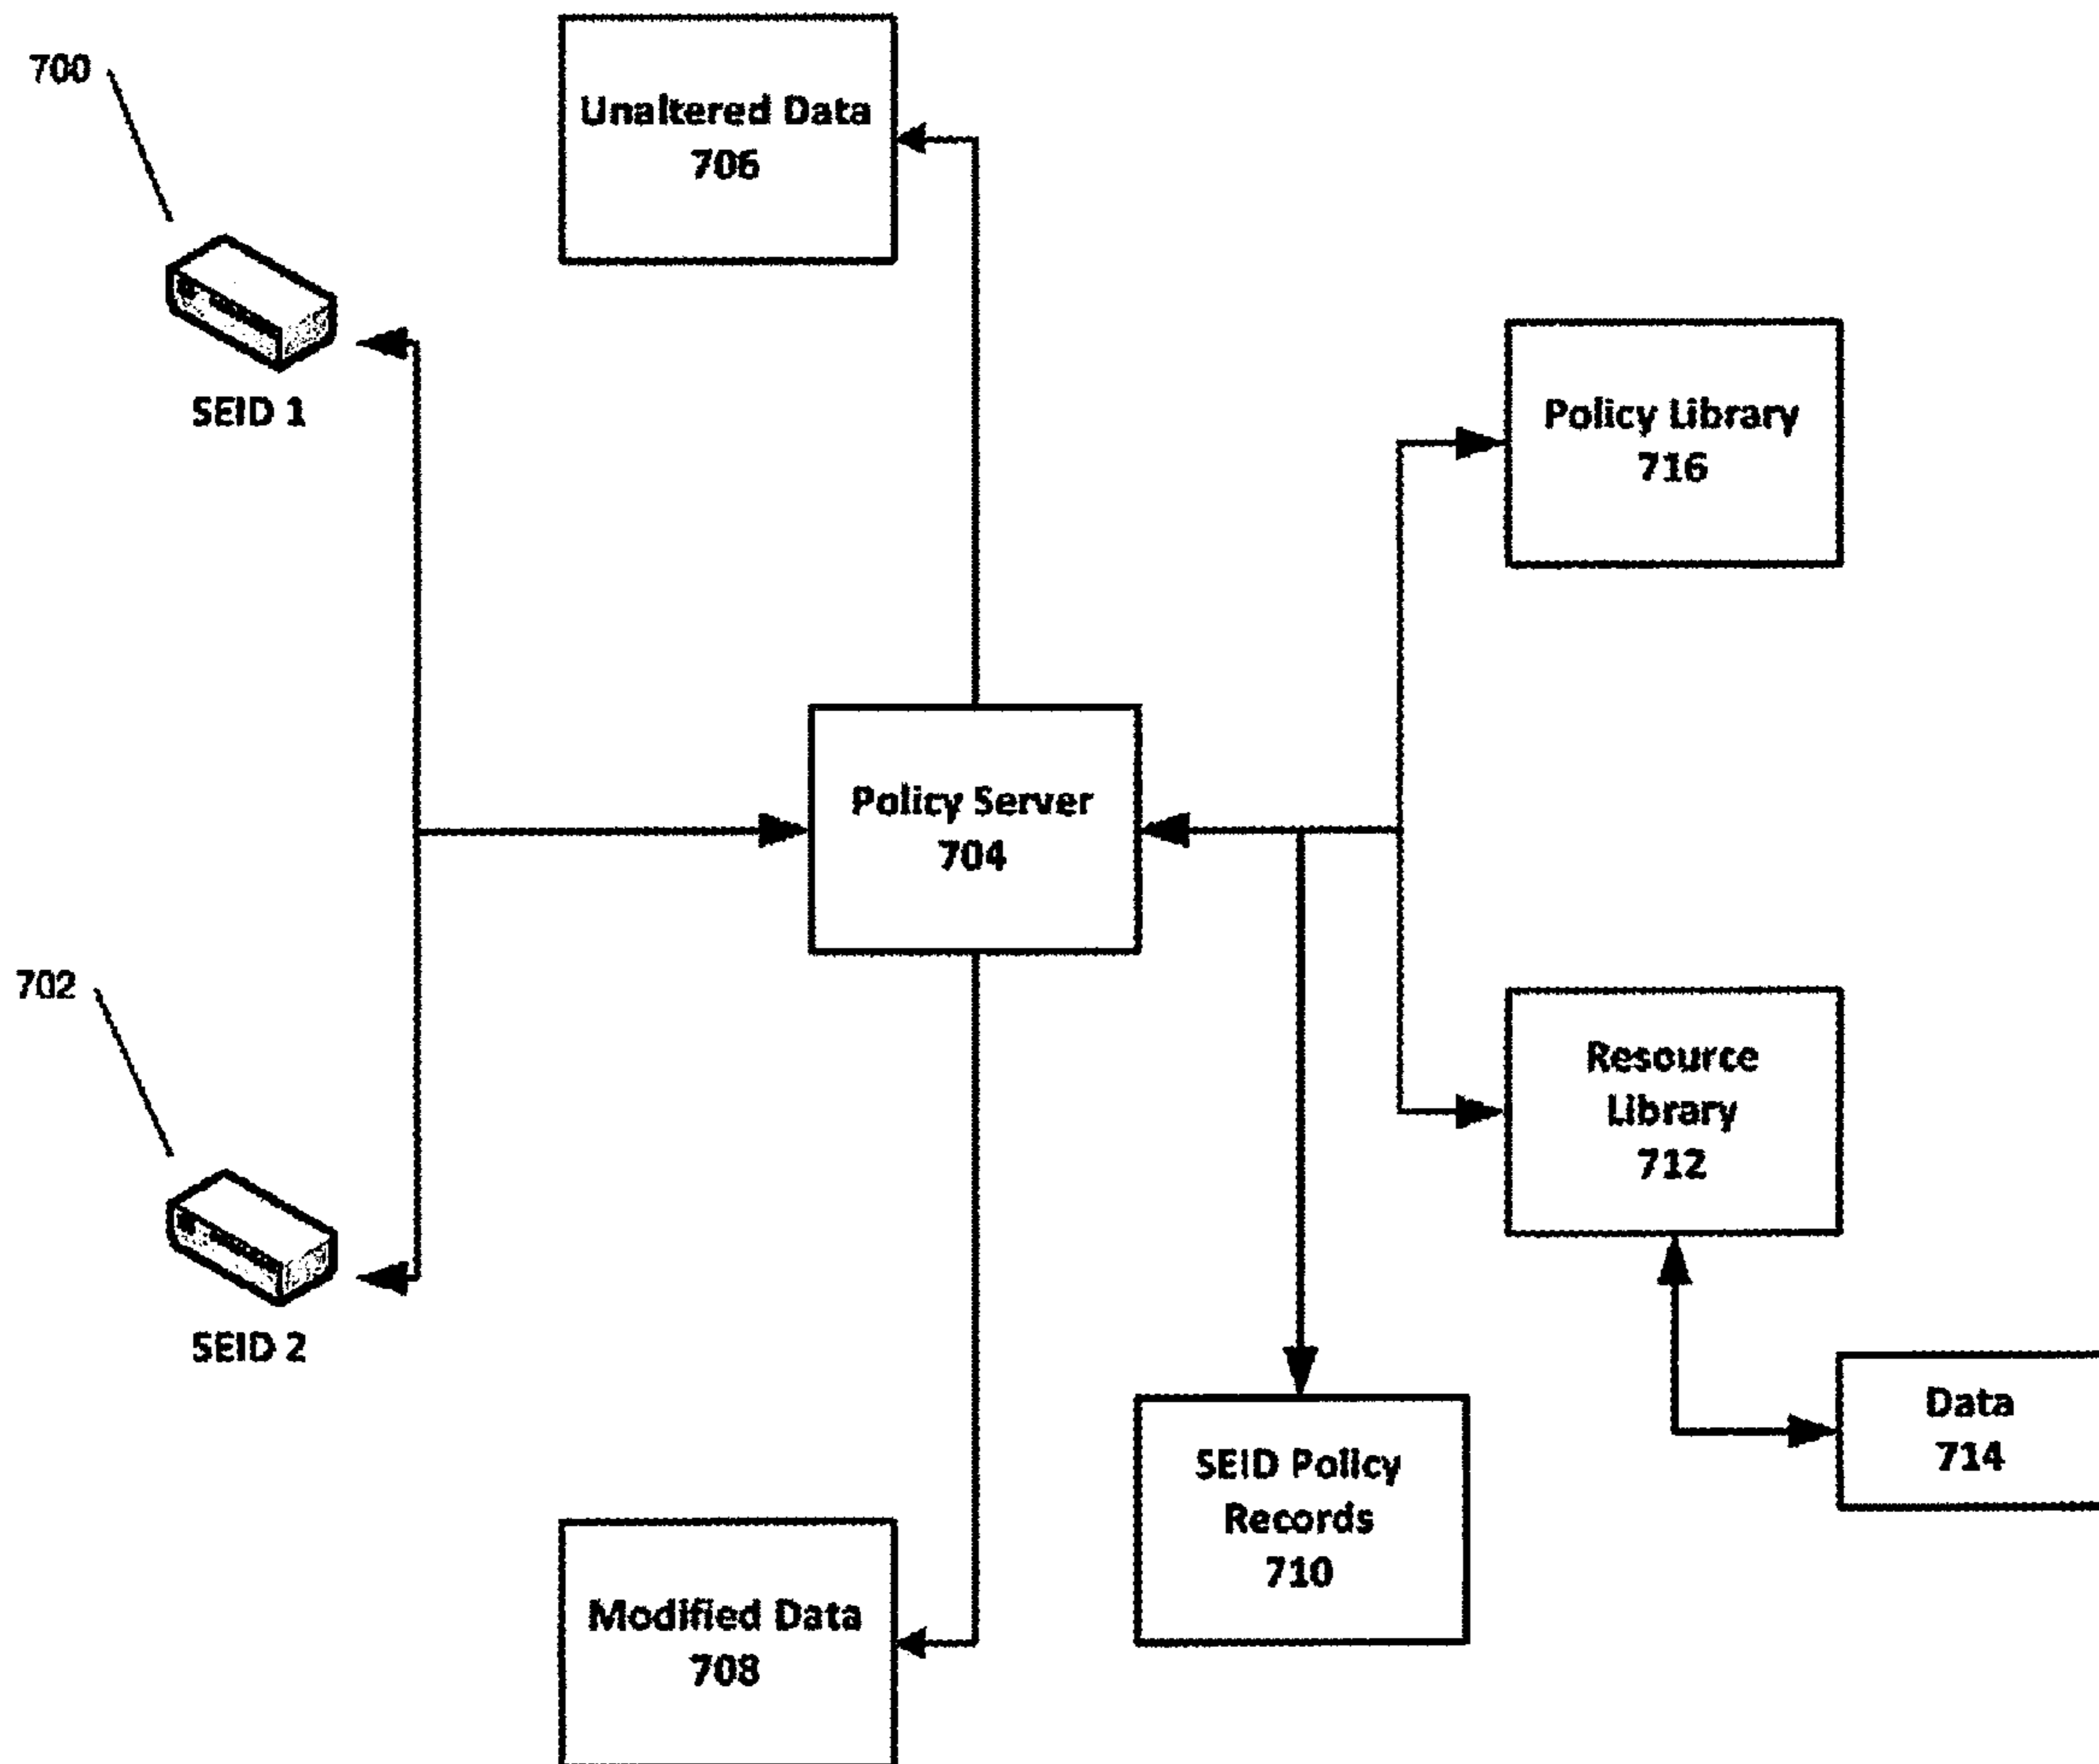 700
Unaltered Data
706
SEID 1
Policy Library
716
Policy Server
704
702
Resource
Library
712
SEID 2
Data
714
SEID Policy
Records
710
Modified Data
708